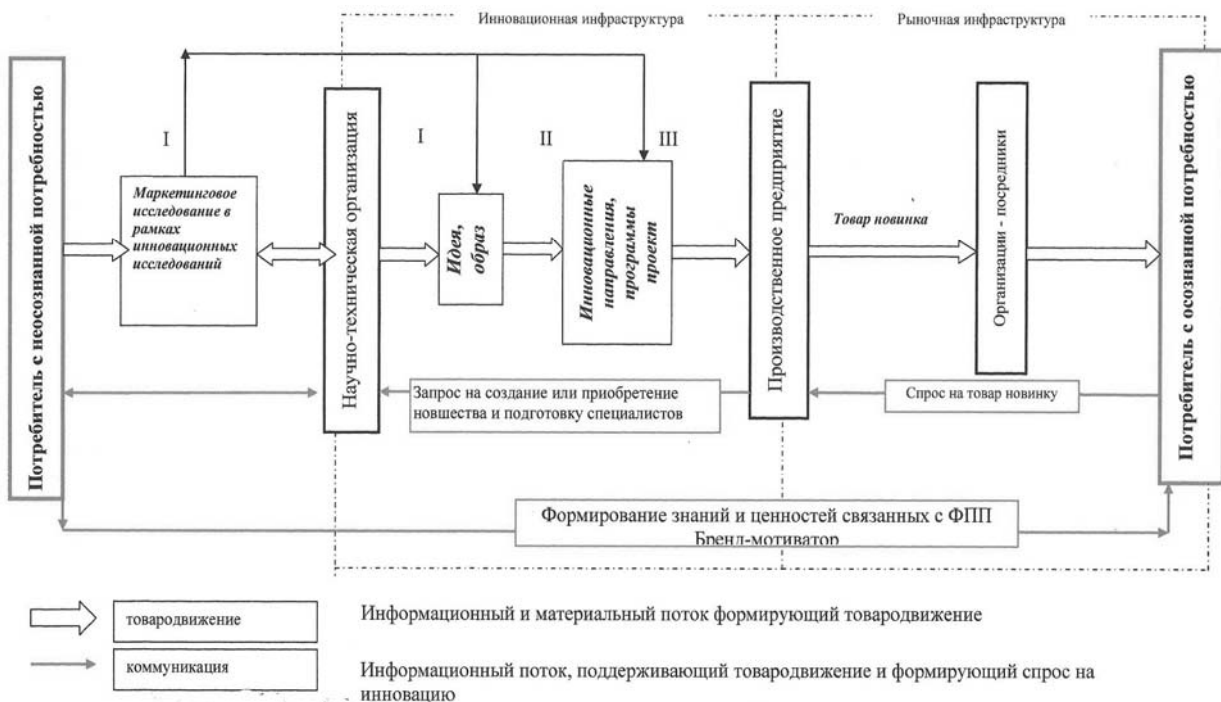 Инновационная инфраструктура
Рыночная инфраструктура
Потребитель с неосознанной потребностью
I
Маркетинговое
исследование в
рамках
инновационных
исследований
Научно-техническая организация
I
Идея,
образ
II
Инновационные
направления,
программы
проект
III
Производственное предприятие
Товар новинка
Организации - посредники
Потребитель с осознанной потребностью
Запрос на создание или приобретение
новшества и подготовку специалистов
Спрос на товар новинку
Формирование знаний и ценностей связанных с ФПП
Бренд-мотиватор
товародвижение
Информационный и материальный поток формирующий товародвижение
коммуникация
Информационный поток, поддерживающий товародвижение и формирующий спрос на
инновацию